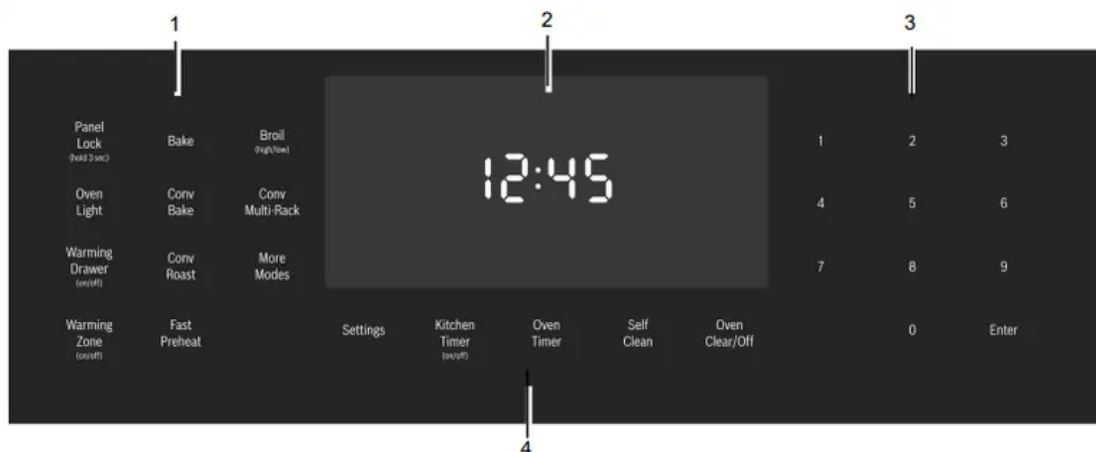 1
2
3
Panel
Lock
(hold 3 sec)
Bake
Broil
(high/low)
12:45
1
2
3
Oven
Light
Conv
Bake
Conv
Multi-Rack
4
5
6
Warming
Drawer
(on/off)
Conv
Roast
More
Modes
7
8
9
Warming
Zone
(on/off)
Fast
Preheat
Settings
Kitchen
Timer
(on/off)
Oven
Timer
Self
Clean
Oven
Clear/Off
0
Enter
4